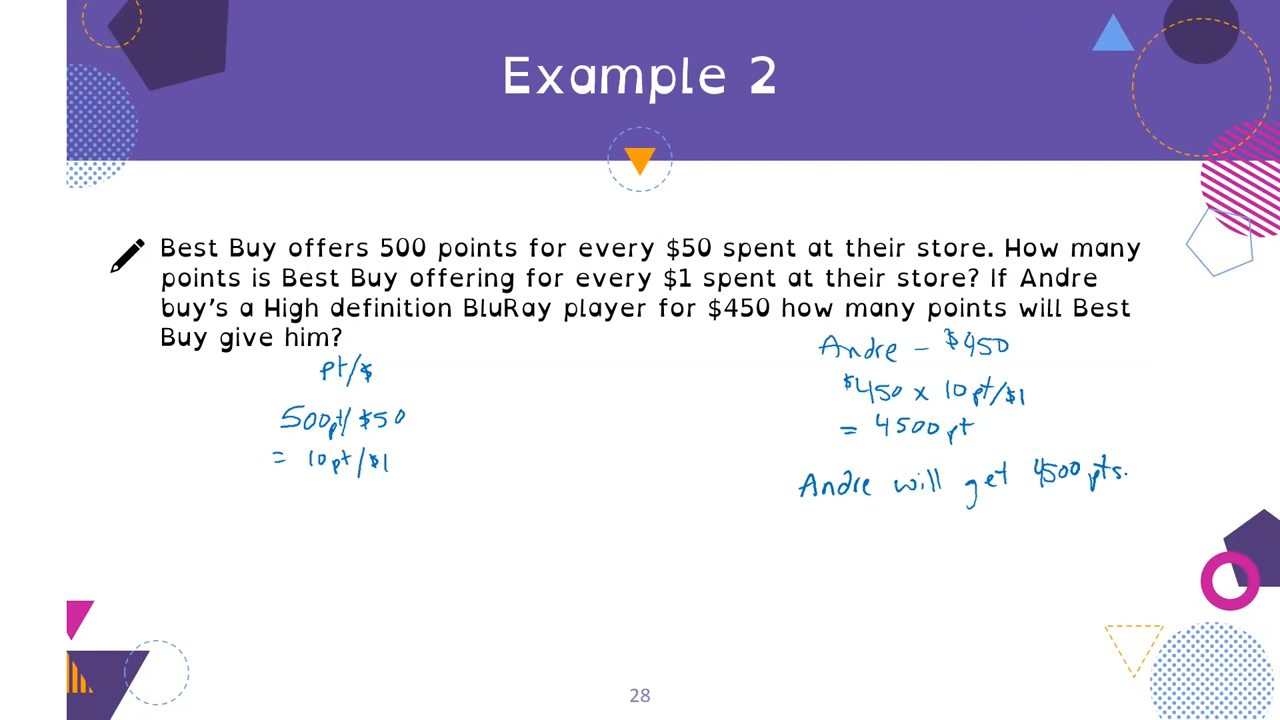 Example 2
Best Buy offers 500 points for every $50 spent at their store. How many
points is Best Buy offering for every $1 spent at their store? If Andre
buy's a High definition BluRay player for $450 how many points will Best
Buy give him?
pt/$
500pt/$50
= 10pt/$1
Andre - $450
$450 x 10pt/$1
= 4500pt
Andre will get 4500pts.
28